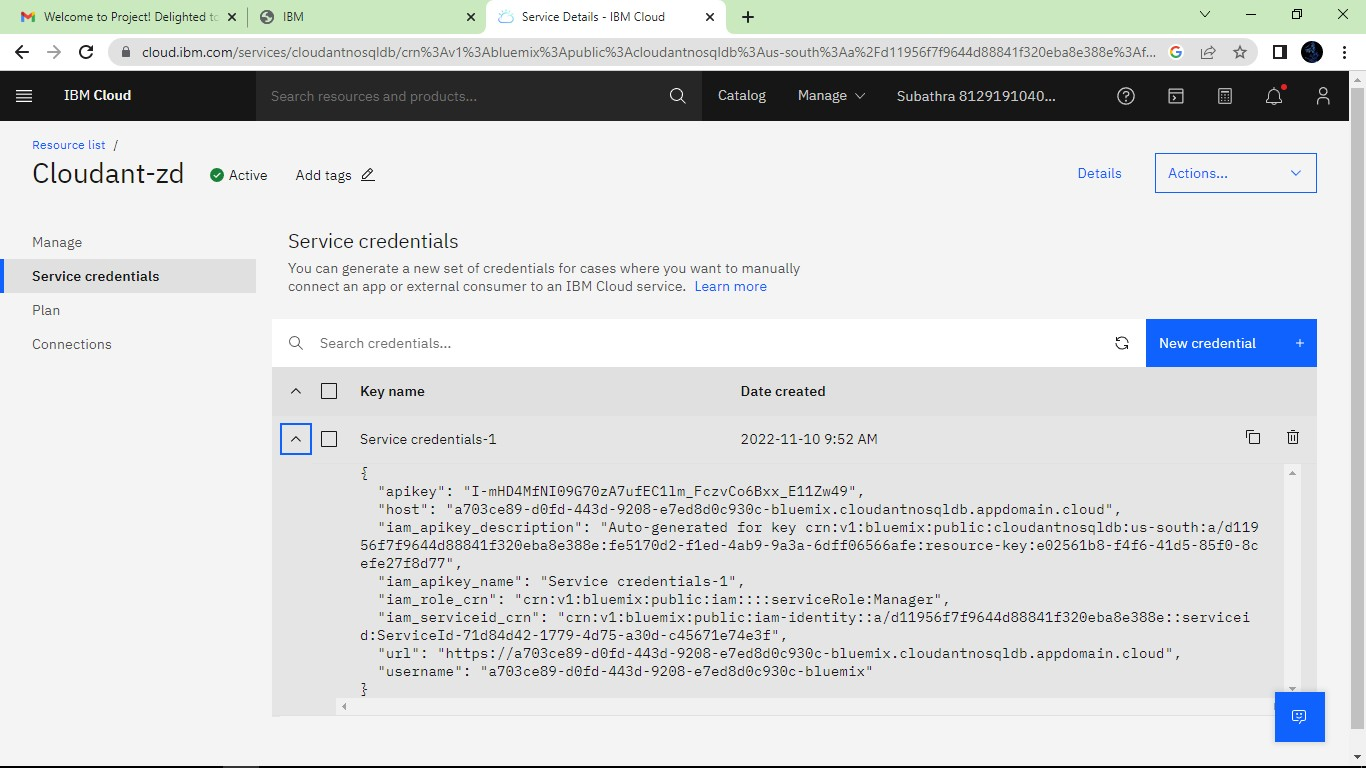 Welcome to Project! Delighted to
IBM
Service Details - IBM Cloud
cloud.ibm.com/services/cloudantnosqldb/crn%3Av1%3Abluemix%3Apublic%3Acloudantnosqldb%3Aus-south%3Aa%2Fd11956f7f9644d88841f320eba8e388e%3Af...
IBM Cloud
Search resources and products...
Catalog
Manage
Subathra 8129191040...
Resource list /
Cloudant-zd
Active
Add tags
Details
Actions...
Manage
Service credentials
Plan
Connections
Service credentials
You can generate a new set of credentials for cases where you want to manually
connect an app or external consumer to an IBM Cloud service. Learn more
Search credentials...
New credential +
Key name
Date created
Service credentials-1
2022-11-10 9:52 AM
{
"apikey": "I-mHD4MfNI09G70zA7ufEC1lm_FczvCo6Bxx_E11Zw49",
"host": "a703ce89-d0fd-443d-9208-e7ed8d0c930c-bluemix.cloudantnosqldb.appdomain.cloud",
"iam_apikey_description": "Auto-generated for key crn:v1:bluemix:public:cloudantnosqldb:us-south:a/d119
56f7f9644d88841f320eba8e388e:fe5170d2-f1ed-4ab9-9a3a-6dff06566afe:resource-key:e02561b8-f4f6-41d5-85f0-8c
efe27f8d77",
"iam_apikey_name": "Service credentials-1",
"iam_role_crn": "crn:v1:bluemix:public:iam::::serviceRole:Manager",
"iam_serviceid_crn": "crn:v1:bluemix:public:iam-identity::a/d11956f7f9644d88841f320eba8e388e::servicei
d:ServiceId-71d84d42-1779-4d75-a30d-c45671e74e3f",
"url": "https://a703ce89-d0fd-443d-9208-e7ed8d0c930c-bluemix.cloudantnosqldb.appdomain.cloud",
"username": "a703ce89-d0fd-443d-9208-e7ed8d0c930c-bluemix"
}